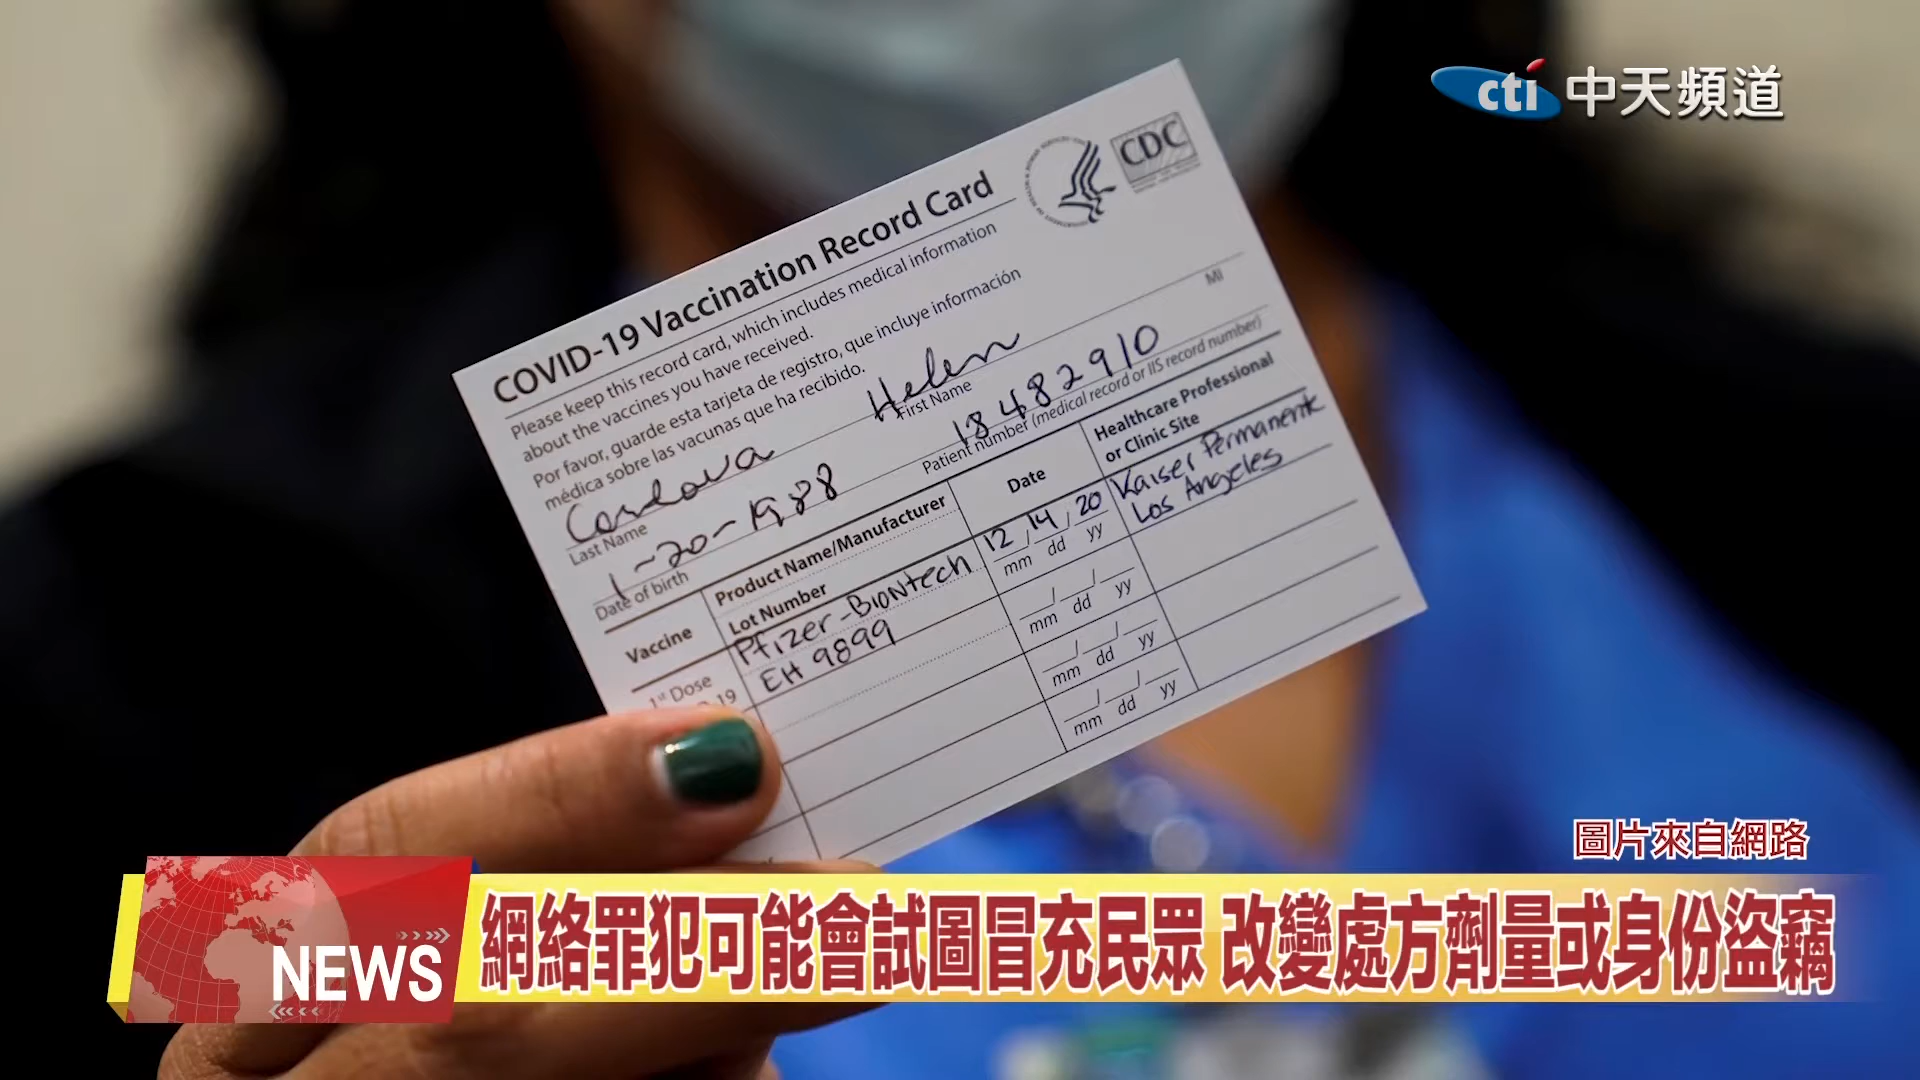 cti 中天頻道
CDC
COVID-19 Vaccination Record Card
Please keep this record card, which includes medical information
about the vaccines you have received.
Por favor, guarde esta tarjeta de registro, que incluye información
médica sobre las vacunas que ha recibido.
Cordova Helen
Last Name First Name MI
1-20-1988 18482910
Date of birth Patient number (medical record or IIS record number)
Vaccine
Product Name/Manufacturer
Lot Number
Date
Healthcare Professional
or Clinic Site
1st Dose
19
Pfizer-BioNtech
EH 9899
12/14/20
mm dd yy
Kaiser Permanente
Los Angeles
mm dd yy
mm dd yy
mm dd yy
圖片來自網路
NEWS
網絡罪犯可能會試圖冒充民眾 改變處方劑量或身份盜竊